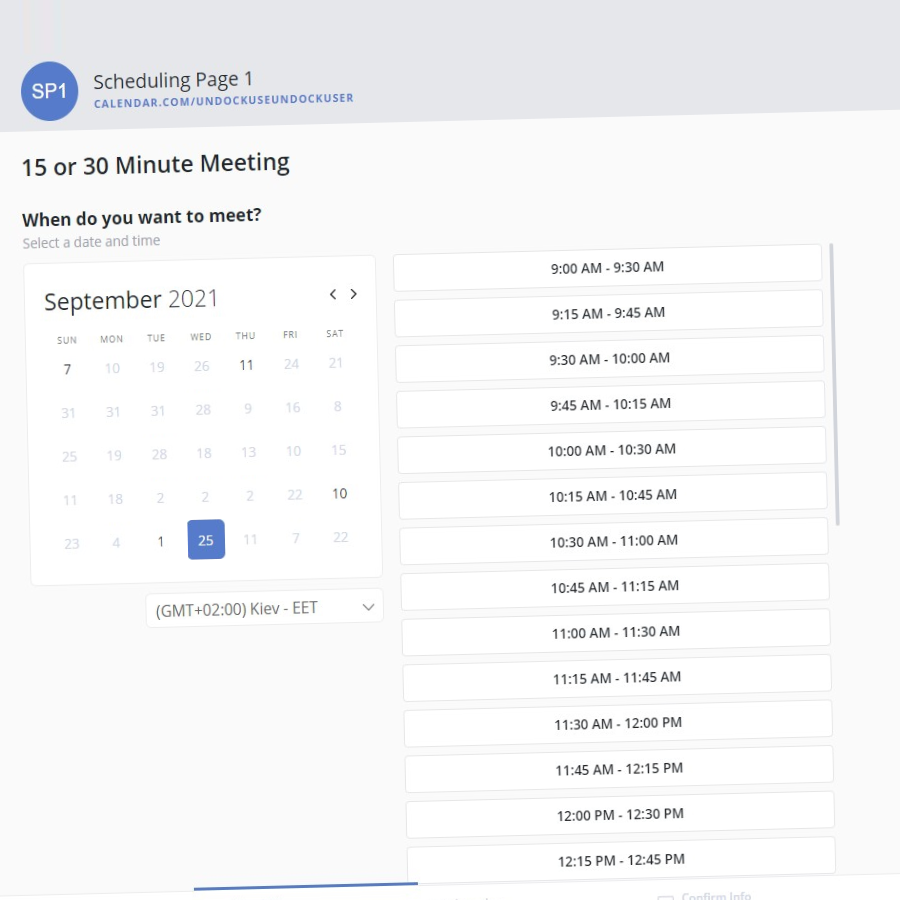 SP1
Scheduling Page 1
CALENDAR.COM/UNDOCKUSEUNDOCKUSER
15 or 30 Minute Meeting
When do you want to meet?
Select a date and time
September 2021
SUN MON TUE WED THU FRI SAT
7 10 19 26 11 24 21
31 31 31 28 9 16 8
25 19 28 18 13 10 15
11 18 2 2 2 22 10
23 4 1 25 11 7 22
(GMT+02:00) Kiev - EET
9:00 AM - 9:30 AM
9:15 AM - 9:45 AM
9:30 AM - 10:00 AM
9:45 AM - 10:15 AM
10:00 AM - 10:30 AM
10:15 AM - 10:45 AM
10:30 AM - 11:00 AM
10:45 AM - 11:15 AM
11:00 AM - 11:30 AM
11:15 AM - 11:45 AM
11:30 AM - 12:00 PM
11:45 AM - 12:15 PM
12:00 PM - 12:30 PM
12:15 PM - 12:45 PM
Confirm Info